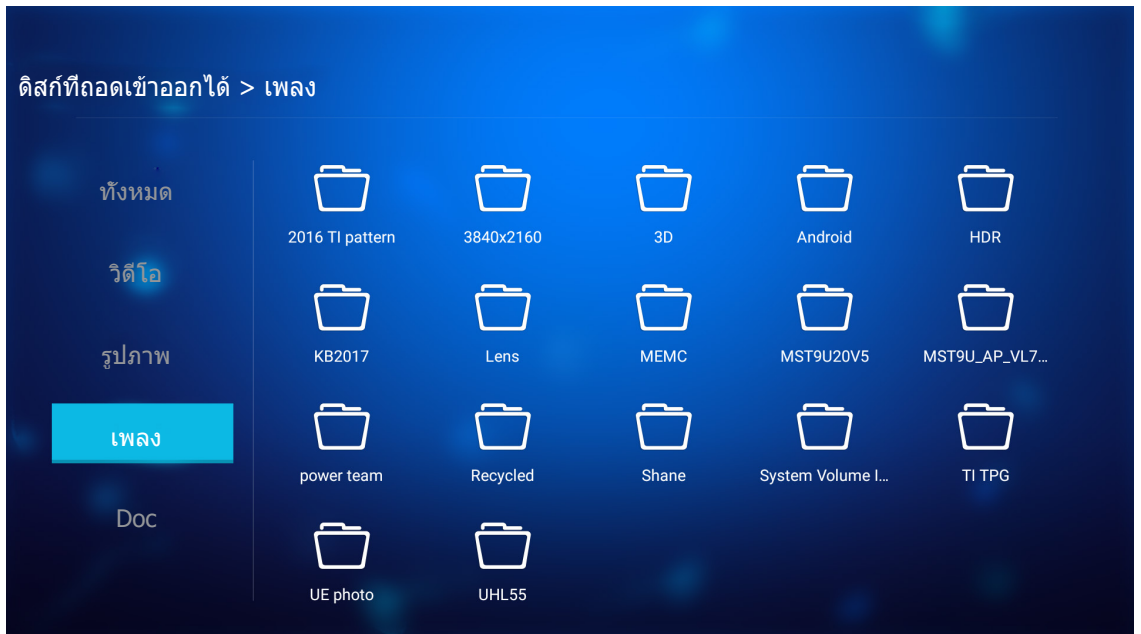 ดิสก์ที่ถอดเข้าออกได้ > เพลง
ทั้งหมด
วิดีโอ
รูปภาพ
เพลง
Doc
2016 TI pattern
3840x2160
3D
Android
HDR
KB2017
Lens
MEMC
MST9U20V5
MST9U_AP_VL7...
power team
Recycled
Shane
System Volume I...
TI TPG
UE photo
UHL55